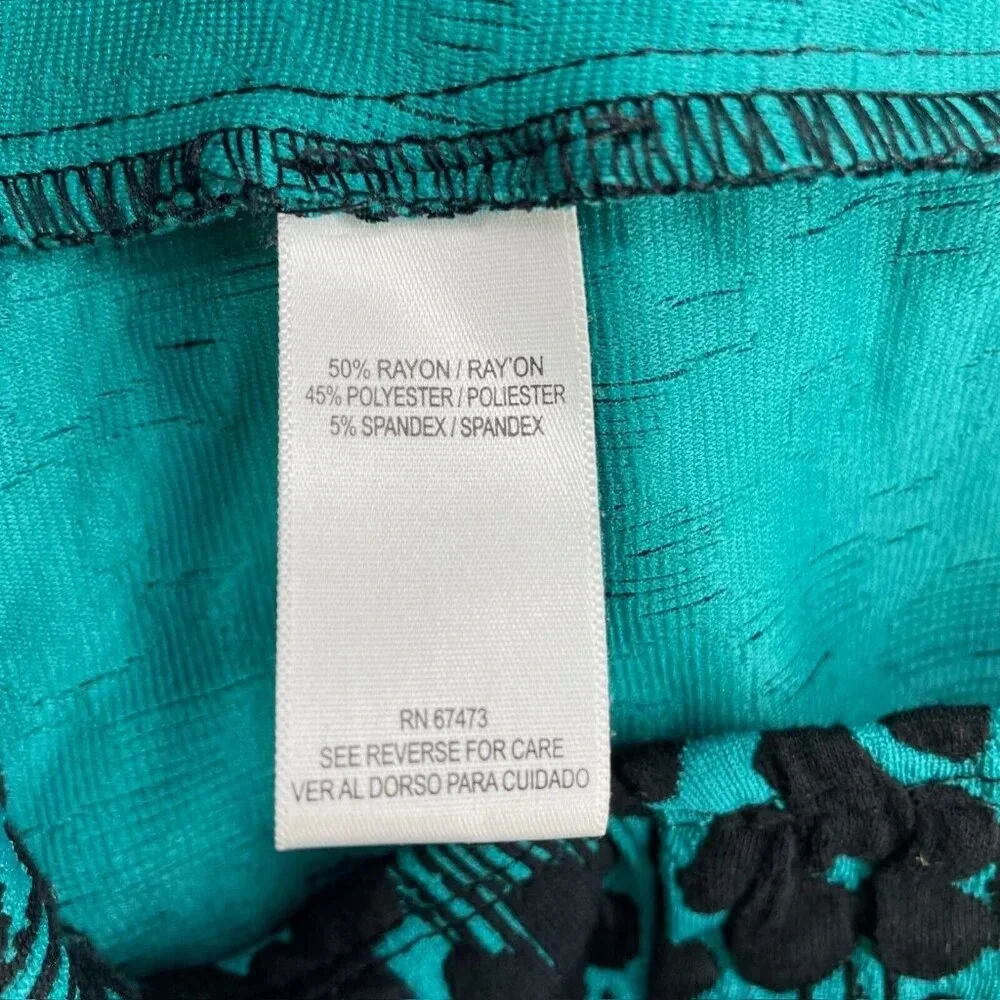 50% RAYON / RAY'ON
45% POLYESTER / POLIESTER
5% SPANDEX / SPANDEX
RN 67473
SEE REVERSE FOR CARE
VER AL DORSO PARA CUIDADO